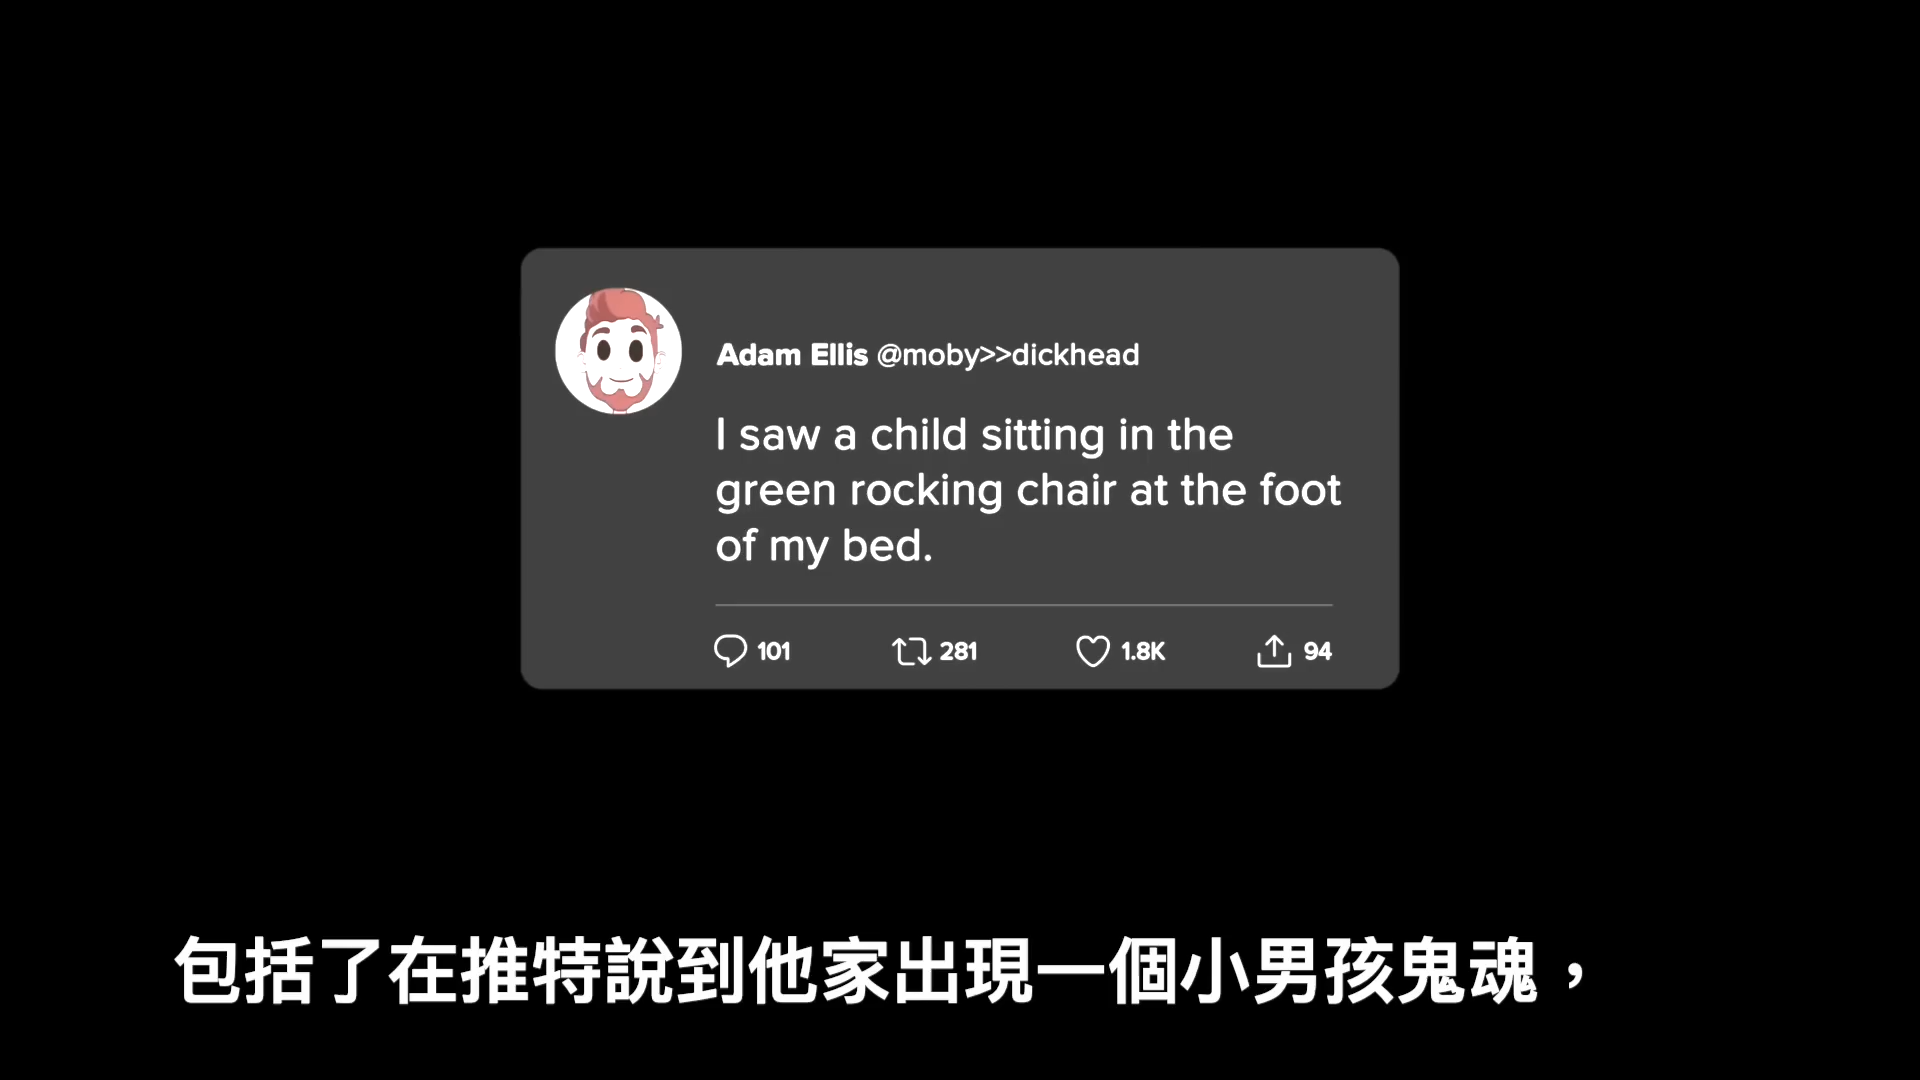 Adam Ellis @moby>>dickhead
I saw a child sitting in the
green rocking chair at the foot
of my bed.
101 281 1.8K 94
包括了在推特說到他家出現一個小男孩鬼魂，